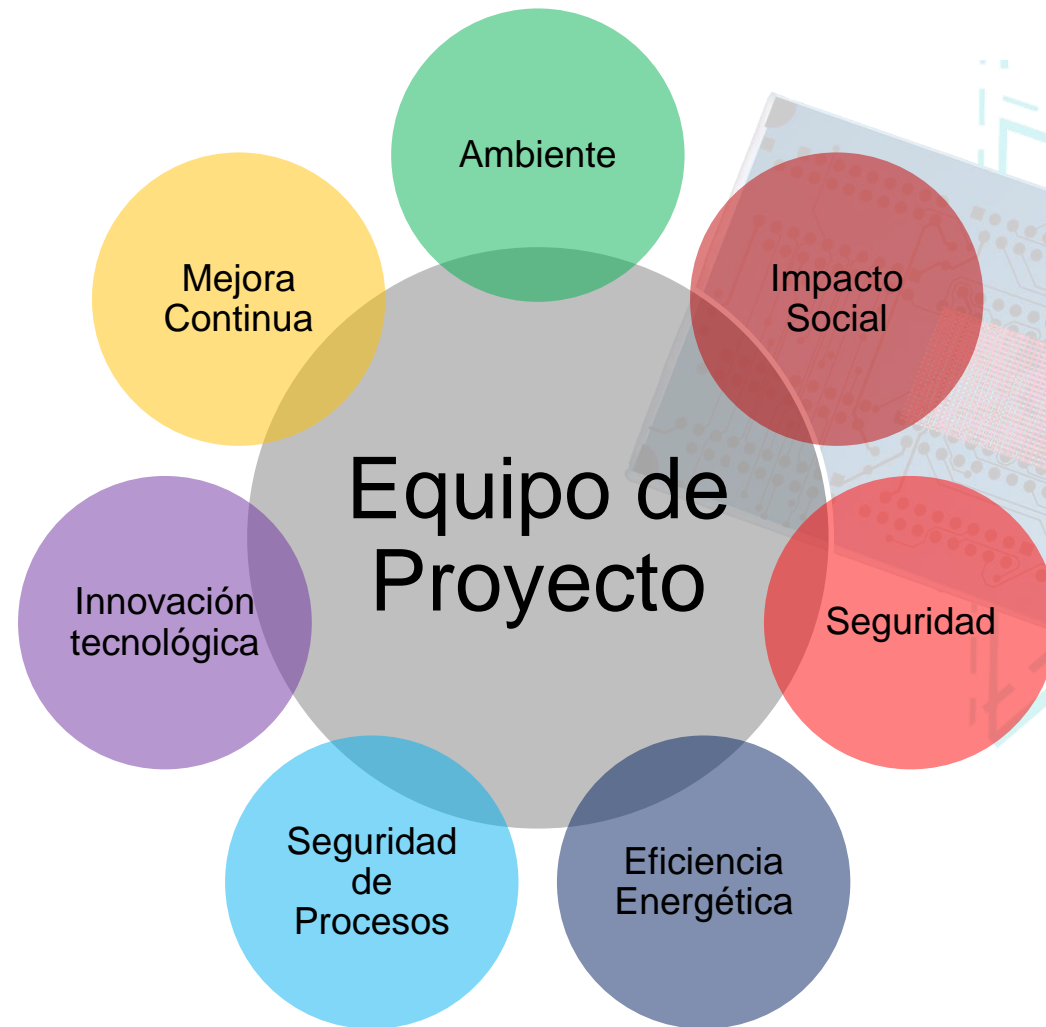 Ambiente
Mejora
Continua
Impacto
Social
Equipo de
Proyecto
Innovación
tecnológica
Seguridad
Seguridad
de
Procesos
Eficiencia
Energética